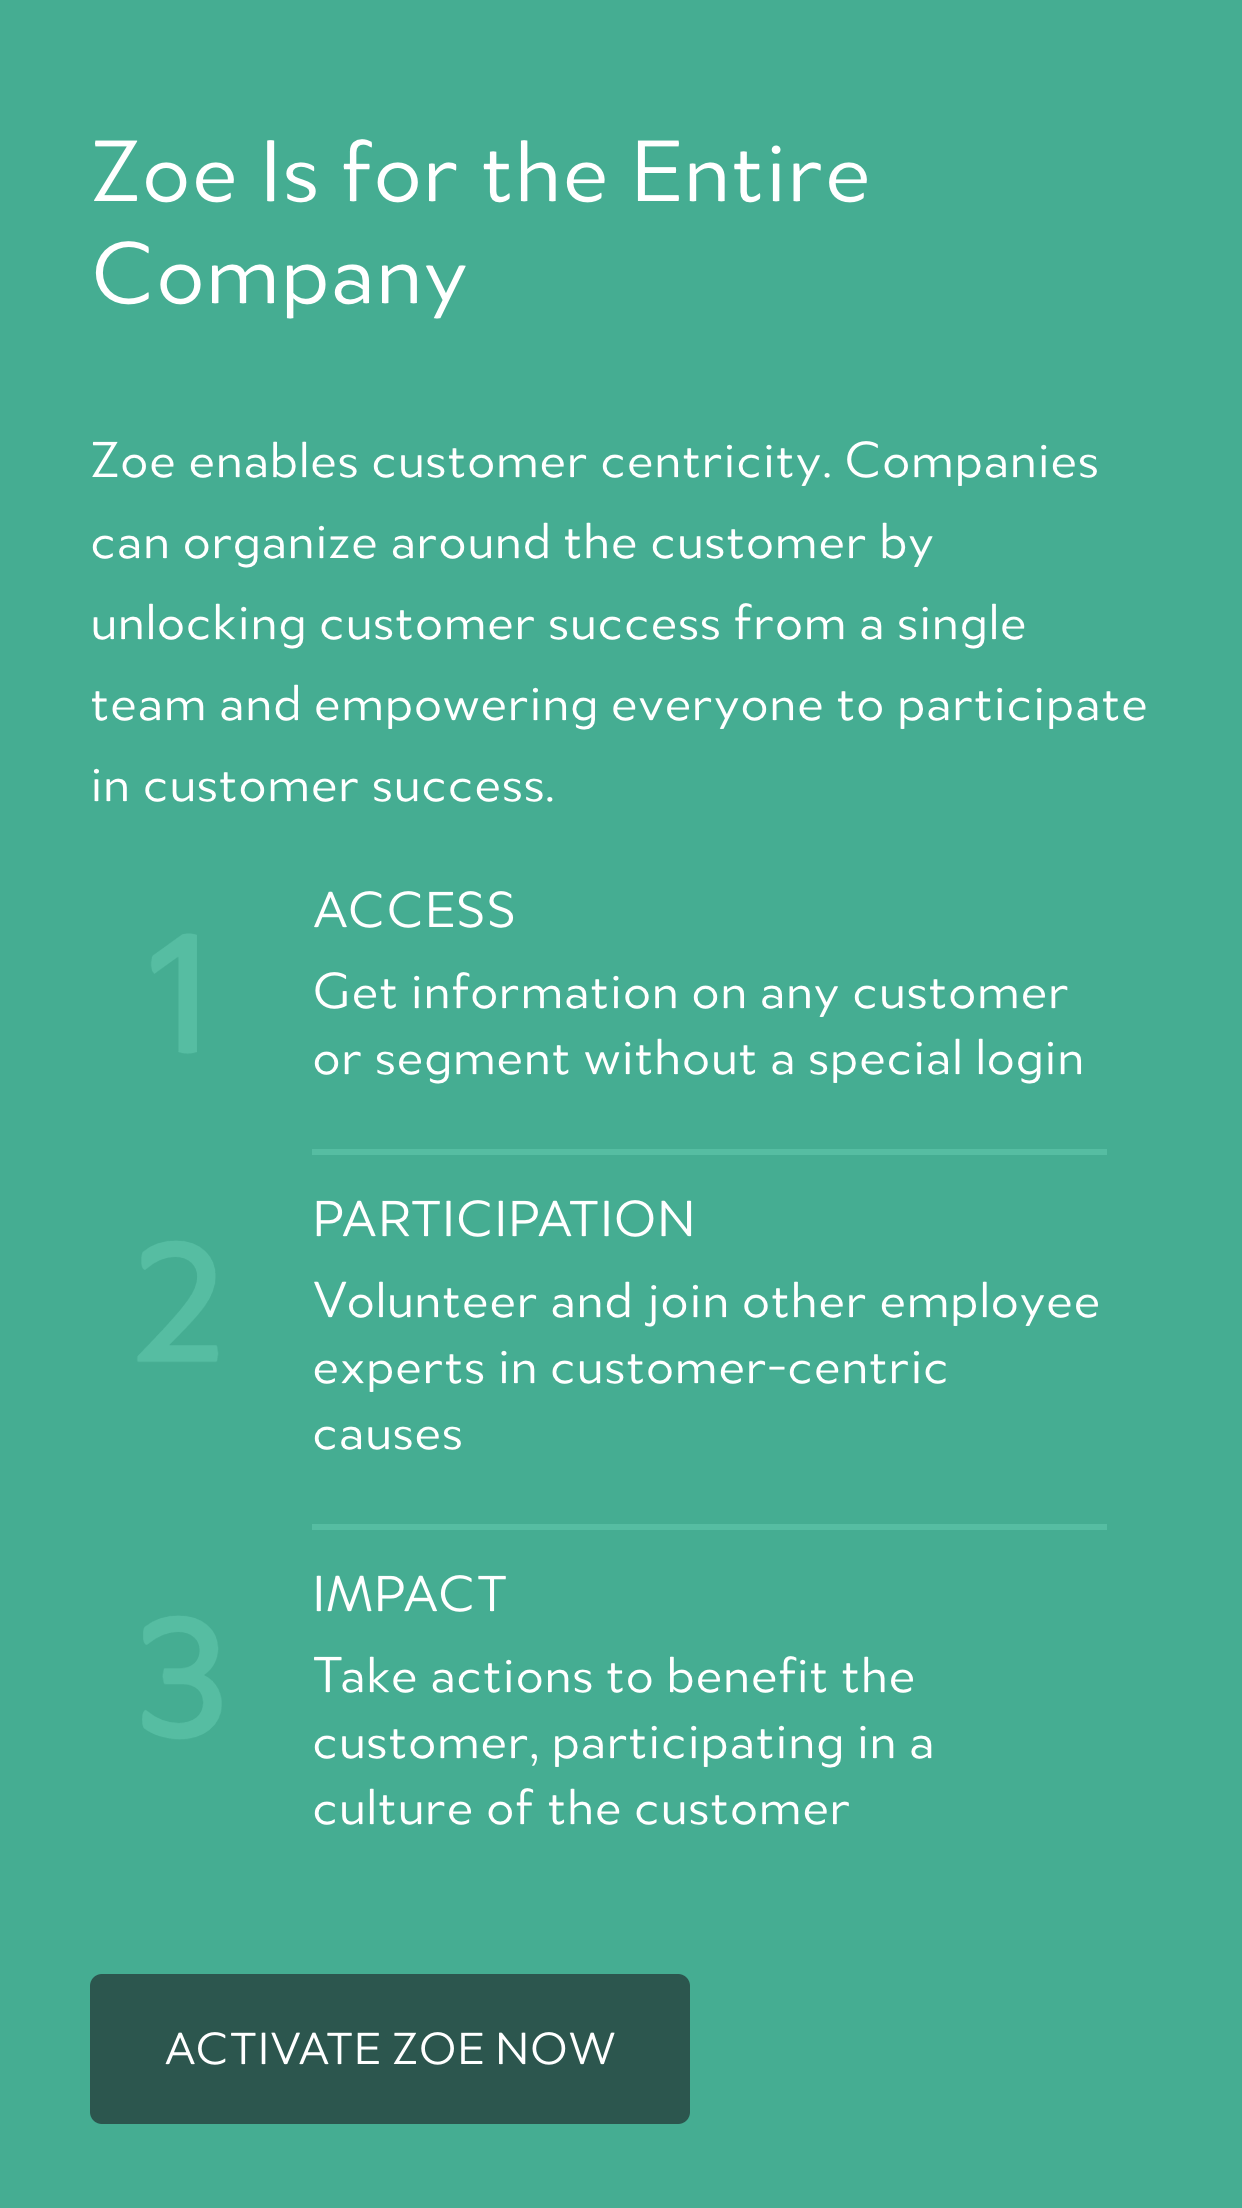 Zoe Is for the Entire
Company
Zoe enables customer centricity. Companies
can organize around the customer by
unlocking customer success from a single
team and empowering everyone to participate
in customer success.
1
ACCESS
Get information on any customer
or segment without a special login
2
PARTICIPATION
Volunteer and join other employee
experts in customer-centric
causes
3
IMPACT
Take actions to benefit the
customer, participating in a
culture of the customer
ACTIVATE ZOE NOW